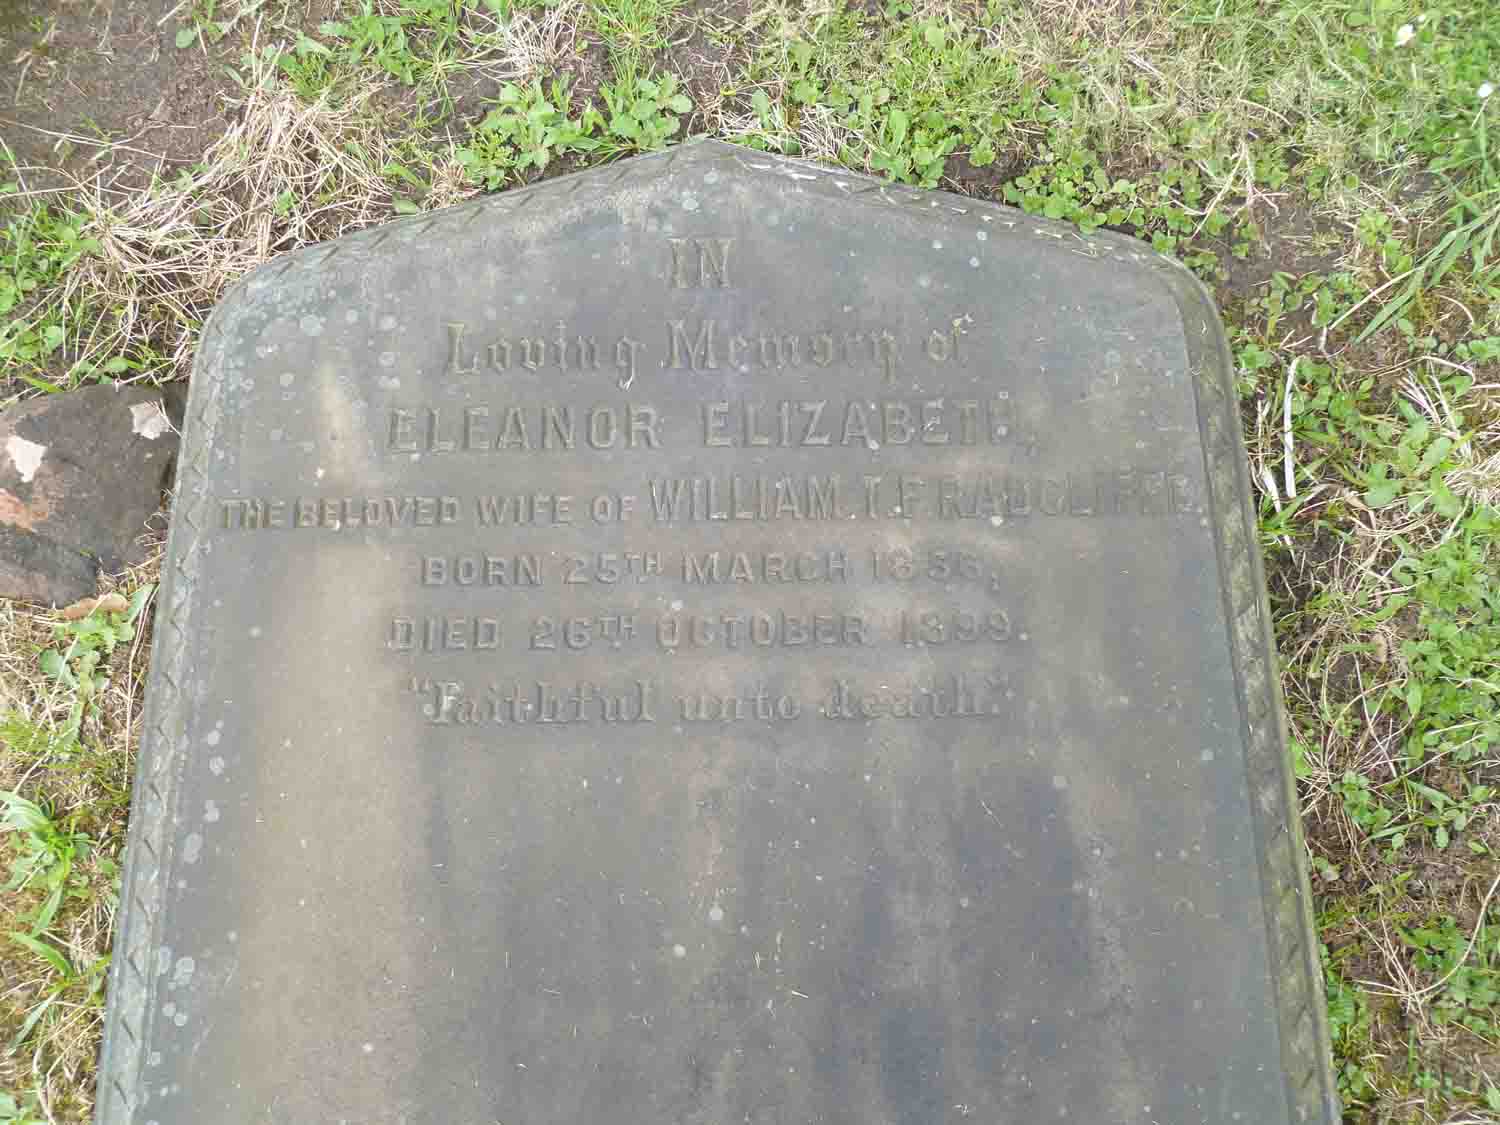 IN
Loving Memory of
ELEANOR ELIZABETH,
THE BELOVED WIFE OF WILLIAM. T. F. RADCLIFFE.
BORN 25TH MARCH
DIED 26TH OCTOBER 1899.
"Faithful unto death."